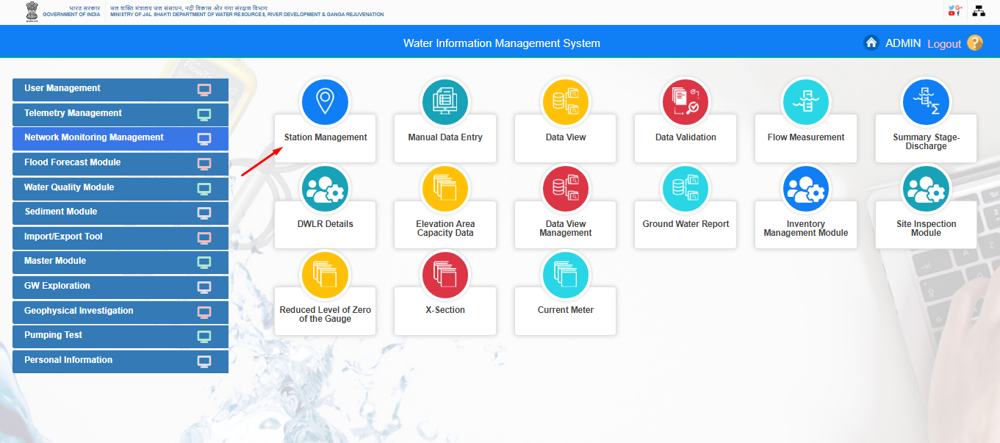 भारत सरकार
GOVERNMENT OF INDIA
जल शक्ति मंत्रालय जल संसाधन, नदी विकास और गंगा संरक्षण विभाग
MINISTRY OF JAL SHAKTI DEPARTMENT OF WATER RESOURCES, RIVER DEVELOPMENT & GANGA REJUVENATION
Water Information Management System
ADMIN
Logout
?
User Management
Telemetry Management
Network Monitoring Management
Flood Forecast Module
Water Quality Module
Sediment Module
Import/Export Tool
Master Module
GW Exploration
Geophysical Investigation
Pumping Test
Personal Information
Station Management
Manual Data Entry
Data View
Data Validation
Flow Measurement
Summary Stage-
Discharge
DWLR Details
Elevation Area
Capacity Data
Data View
Management
Ground Water Report
Inventory
Management Module
Site Inspection
Module
Reduced Level of Zero
of the Gauge
X-Section
Current Meter